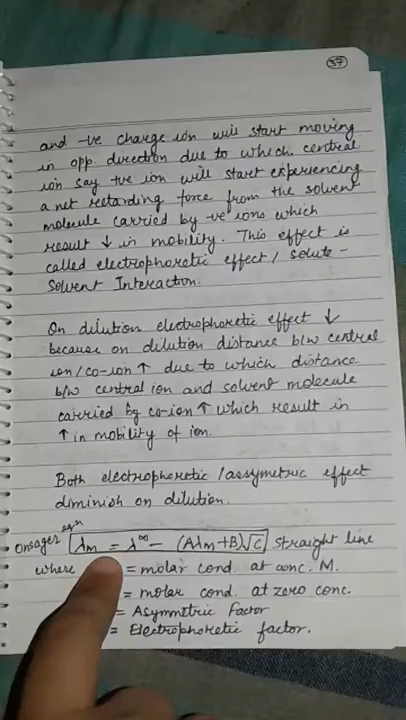 37
and -ve charge ion will start moving
in opp. direction due to which central
ion say +ve ion will start experiencing
a net retarding force from the solvent
molecule carried by -ve ions which
result ↓ in mobility. This effect is
called electrophoretic effect / solute -
Solvent Interaction.
On dilution electrophoretic effect ↓
because on dilution distance b/w central
ion/co-ion ↑ due to which distance
b/w central ion and solvent molecule
carried by co-ion ↑ which result in
↑ in mobility of ion.
Both electrophoretic / assymetric effect
diminish on dilution.
onsager eqn λm = λ∞ - (Aλm+B)√c straight line
where = molar cond. at conc. M.
= molar cond. at zero conc.
= Asymmetric Factor
= Electrophoretic factor.